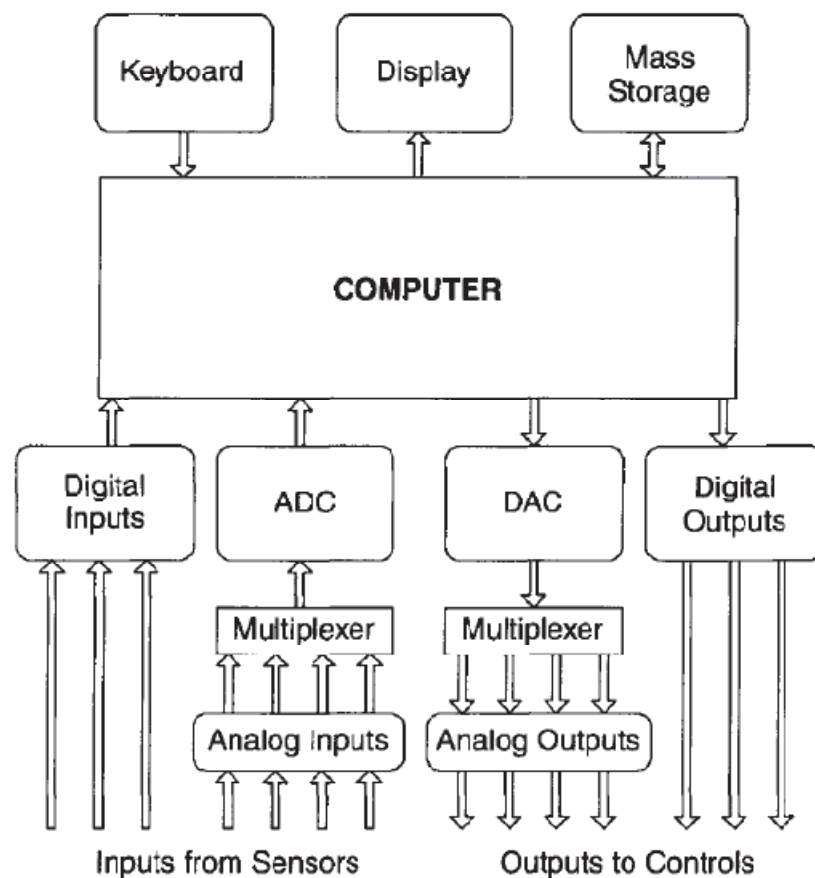 Keyboard
Display
Mass
Storage
COMPUTER
Digital
Inputs
ADC
DAC
Digital
Outputs
Multiplexer
Multiplexer
Analog Inputs
Analog Outputs
Inputs from Sensors
Outputs to Controls